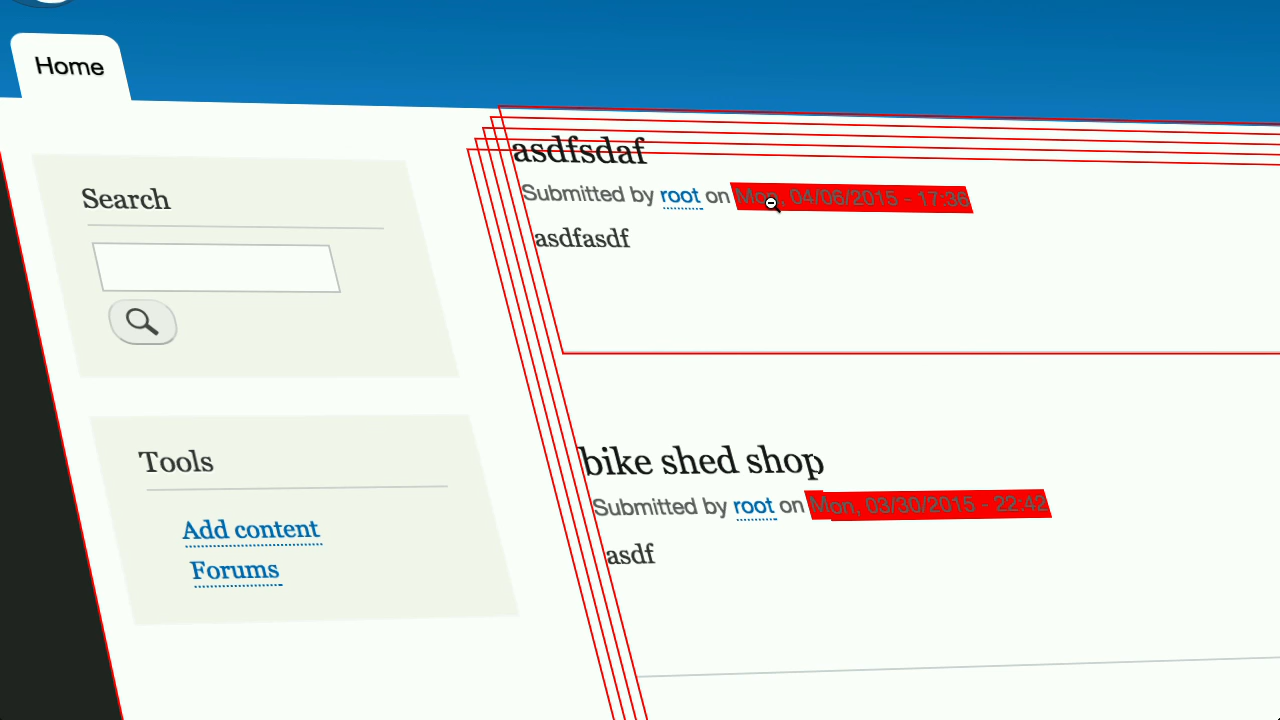 Home
Search
Tools
Add content
Forums
asdfsdaf
Submitted by root on Mon, 04/06/2015 - 17:36
asdfasdf
bike shed shop
Submitted by root on Mon, 03/30/2015 - 22:42
asdf